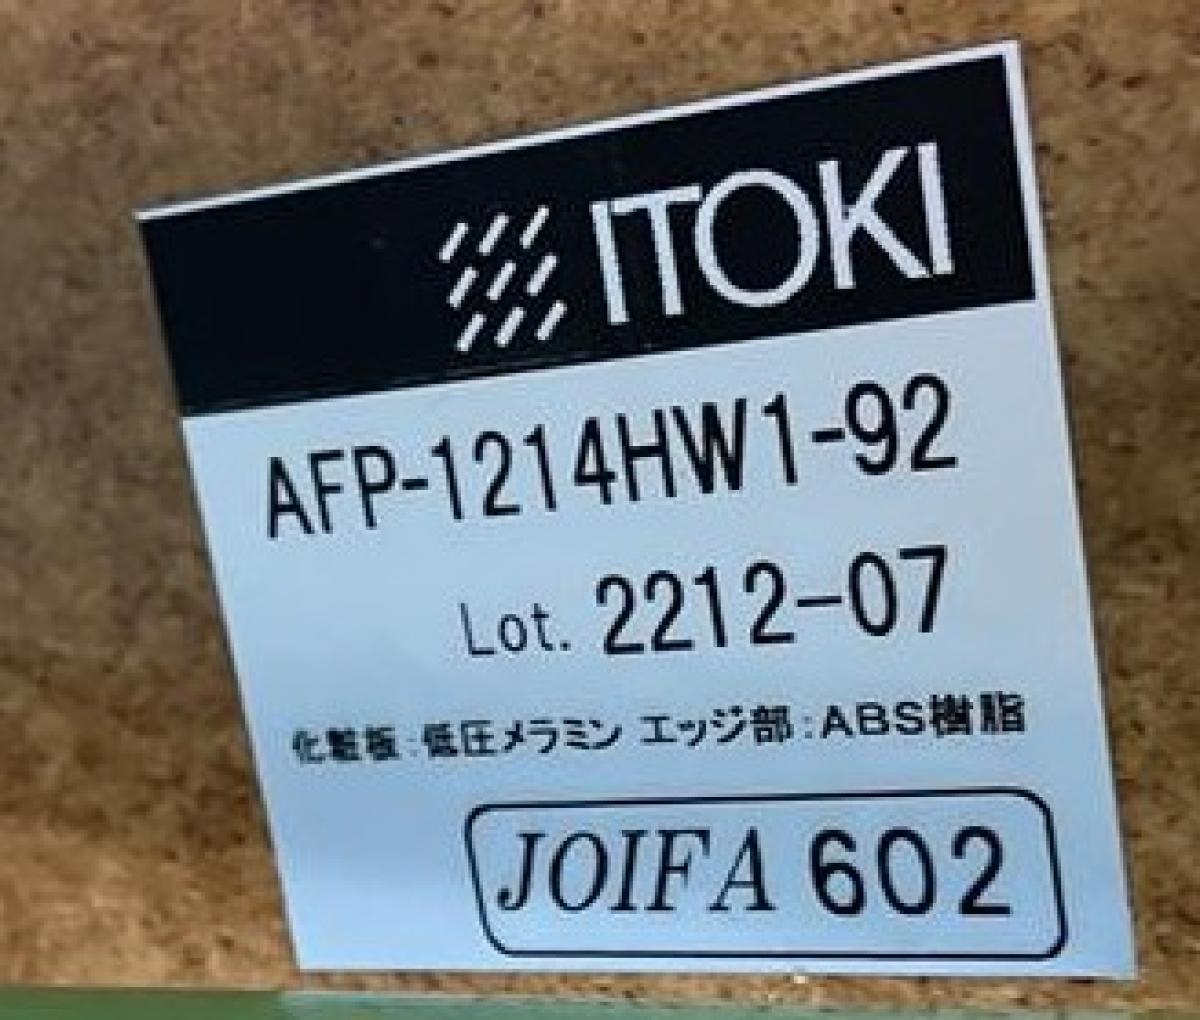 ITOKI
AFP-1214HW1-92
Lot. 2212-07
化粧板:低圧メラミン エッジ部:ABS樹脂
JOIFA 602